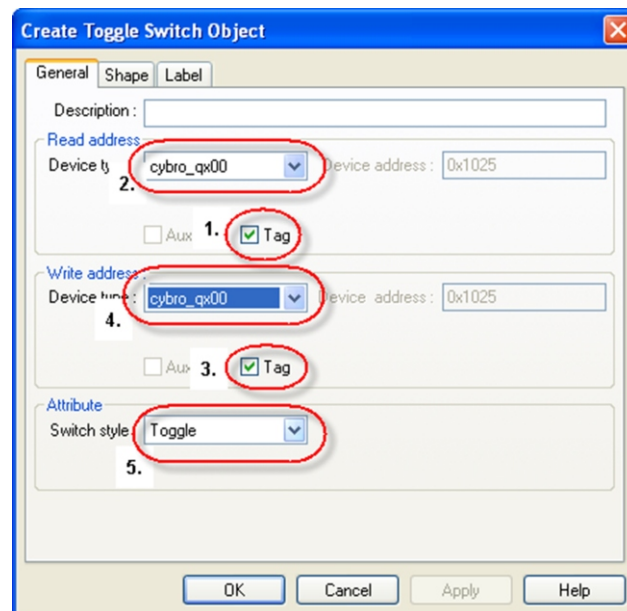 Create Toggle Switch Object
General Shape Label
Description :
Read address
Device ty cybro_qx00 Device address : 0x1025
2.
Aux 1. Tag
Write address :
Device type : cybro_qx00 Device address : 0x1025
4.
Aux 3. Tag
Attribute
Switch style Toggle
5.
OK Cancel Apply Help